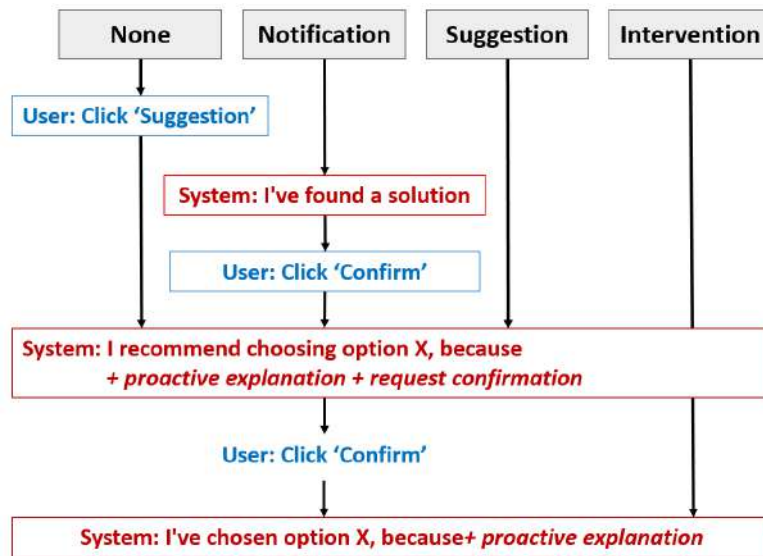 None
Notification
Suggestion
Intervention
User: Click ‘Suggestion’
System: I've found a solution
User: Click ‘Confirm’
System: I recommend choosing option X, because
+ proactive explanation + request confirmation
User: Click ‘Confirm’
System: I've chosen option X, because+ proactive explanation